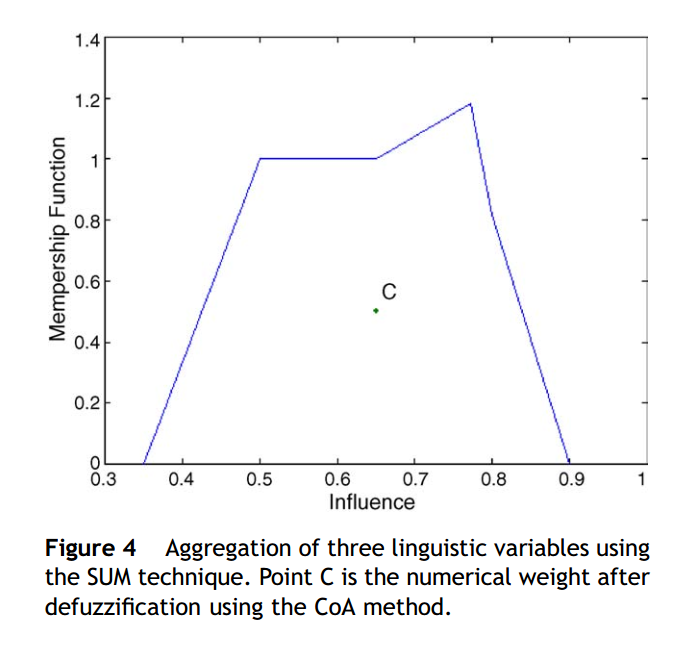 1.4
1.2
1
0.8
0.6
0.4
0.2
0
Mempership Function
C
0.3 0.4 0.5 0.6 0.7 0.8 0.9 1
Influence
Figure 4 Aggregation of three linguistic variables using
the SUM technique. Point C is the numerical weight after
defuzzification using the CoA method.